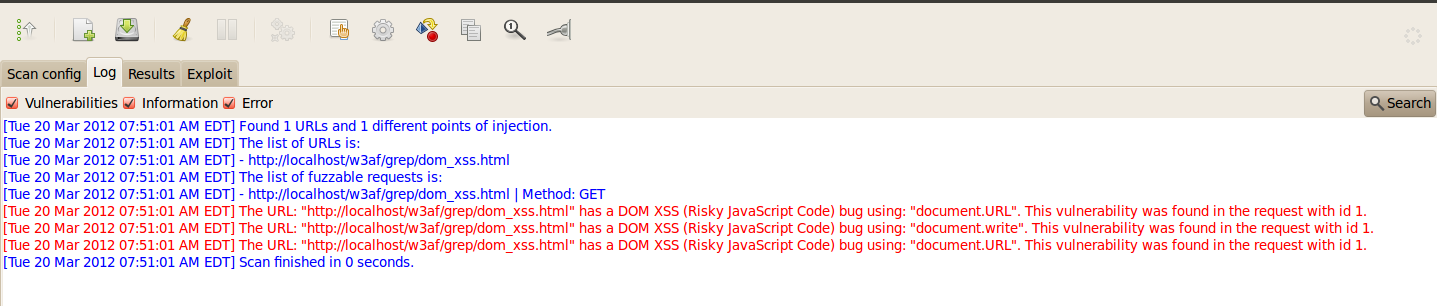 Scan config Log Results Exploit
Vulnerabilities Information Error Search
[Tue 20 Mar 2012 07:51:01 AM EDT] Found 1 URLs and 1 different points of injection.
[Tue 20 Mar 2012 07:51:01 AM EDT] The list of URLs is:
[Tue 20 Mar 2012 07:51:01 AM EDT] - http://localhost/w3af/grep/dom_xss.html
[Tue 20 Mar 2012 07:51:01 AM EDT] The list of fuzzable requests is:
[Tue 20 Mar 2012 07:51:01 AM EDT] - http://localhost/w3af/grep/dom_xss.html | Method: GET
[Tue 20 Mar 2012 07:51:01 AM EDT] The URL: "http://localhost/w3af/grep/dom_xss.html" has a DOM XSS (Risky JavaScript Code) bug using: "document.URL". This vulnerability was found in the request with id 1.
[Tue 20 Mar 2012 07:51:01 AM EDT] The URL: "http://localhost/w3af/grep/dom_xss.html" has a DOM XSS (Risky JavaScript Code) bug using: "document.write". This vulnerability was found in the request with id 1.
[Tue 20 Mar 2012 07:51:01 AM EDT] The URL: "http://localhost/w3af/grep/dom_xss.html" has a DOM XSS (Risky JavaScript Code) bug using: "document.URL". This vulnerability was found in the request with id 1.
[Tue 20 Mar 2012 07:51:01 AM EDT] Scan finished in 0 seconds.